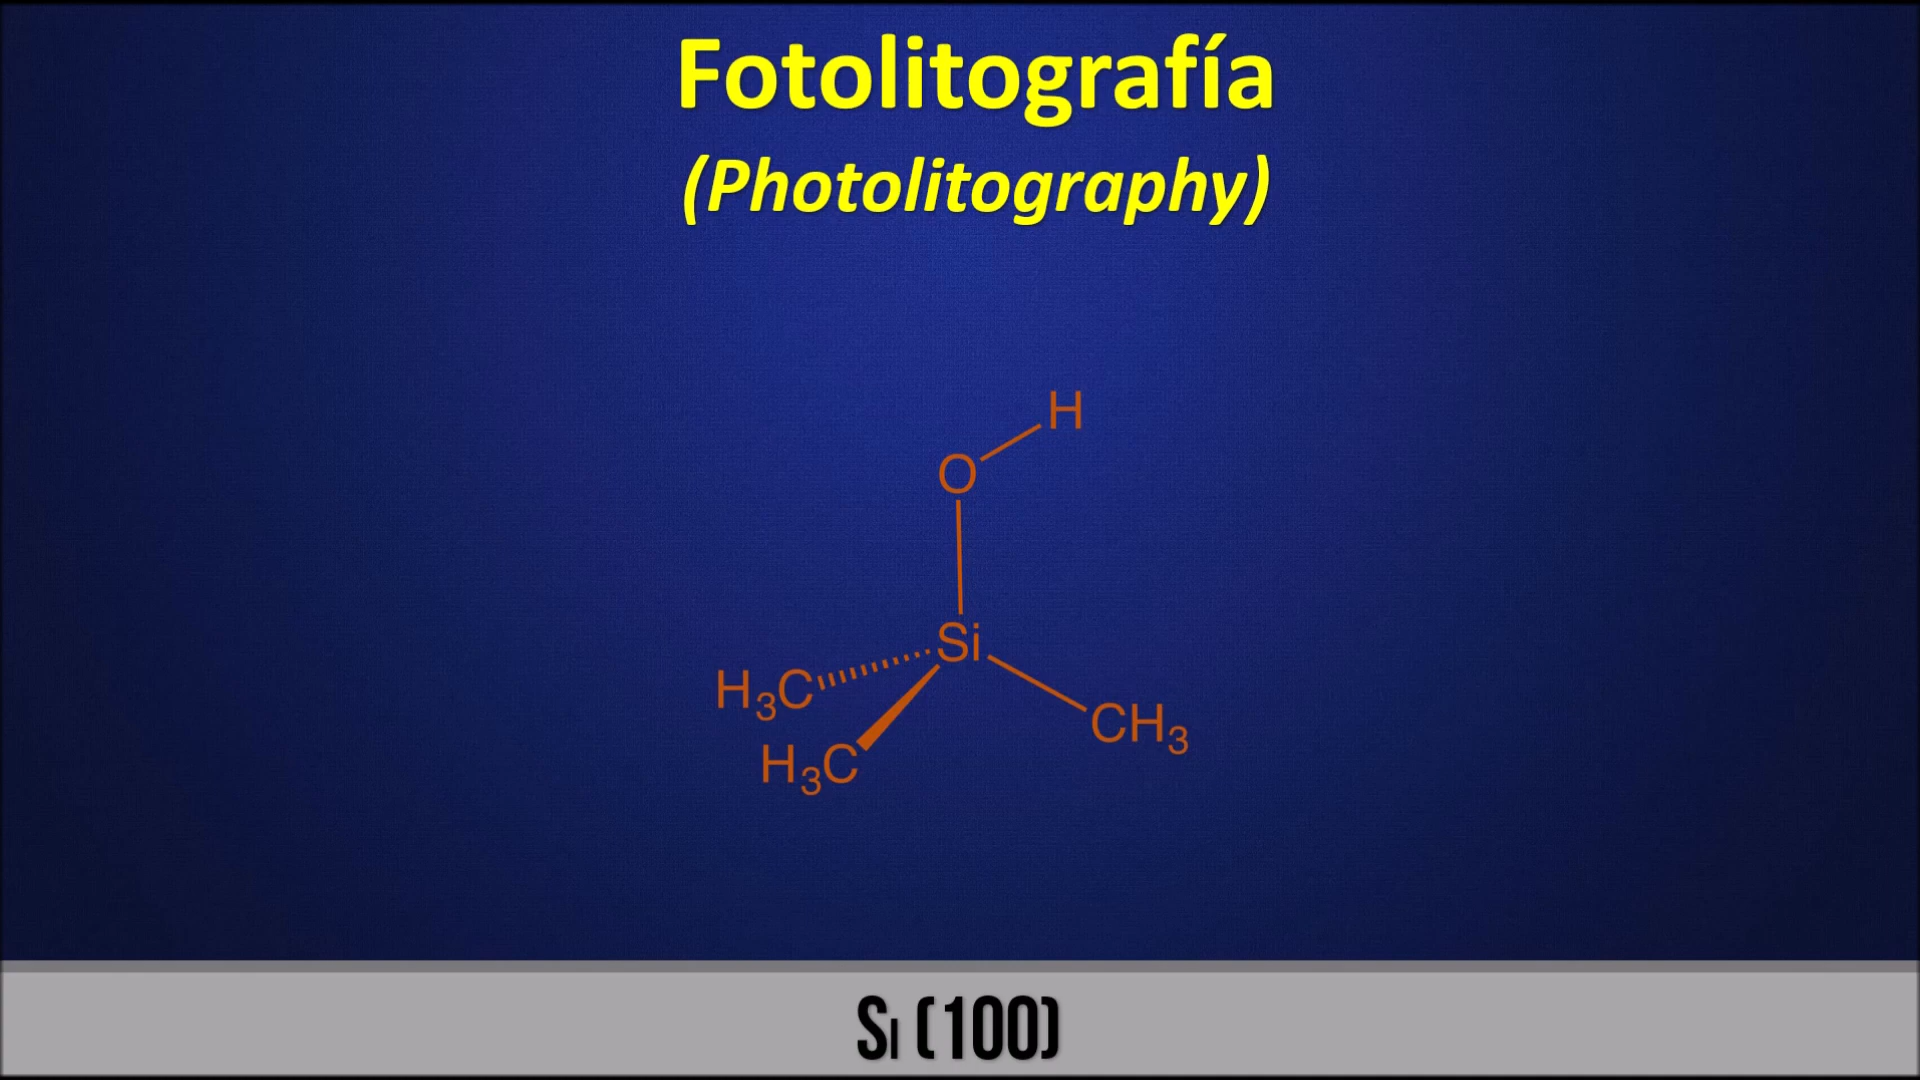 Fotolitografía
(Photolitography)
H
O
Si
H₃C
CH₃
H₃C
Si (100)